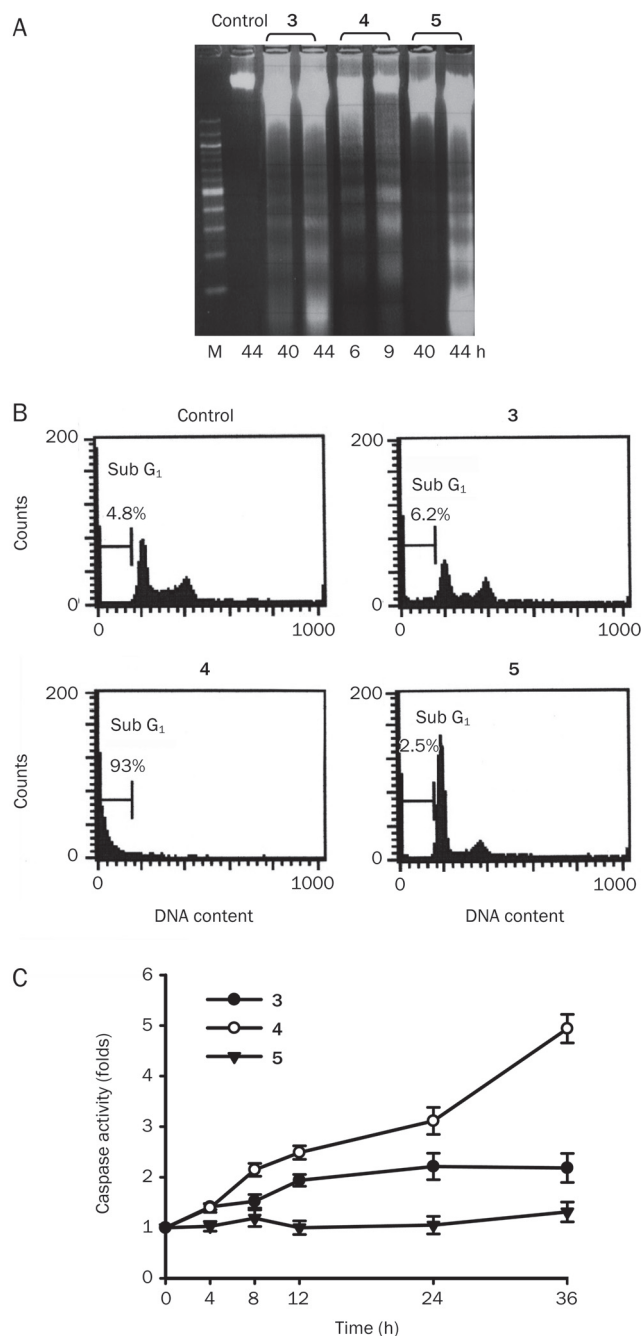 A
Control 3 4 5
M 44 40 44 6 9 40 44 h
B
Control
200
Counts
Sub G₁
4.8%
0
0 1000
3
200
Sub G₁
6.2%
0
0 1000
4
200
Counts
Sub G₁
93%
0
0 1000
DNA content
5
200
Sub G₁
2.5%
0
0 1000
DNA content
C
6
5
4
3
2
1
0
Caspase activity (folds)
3
4
5
0 4 8 12 24 36
Time (h)